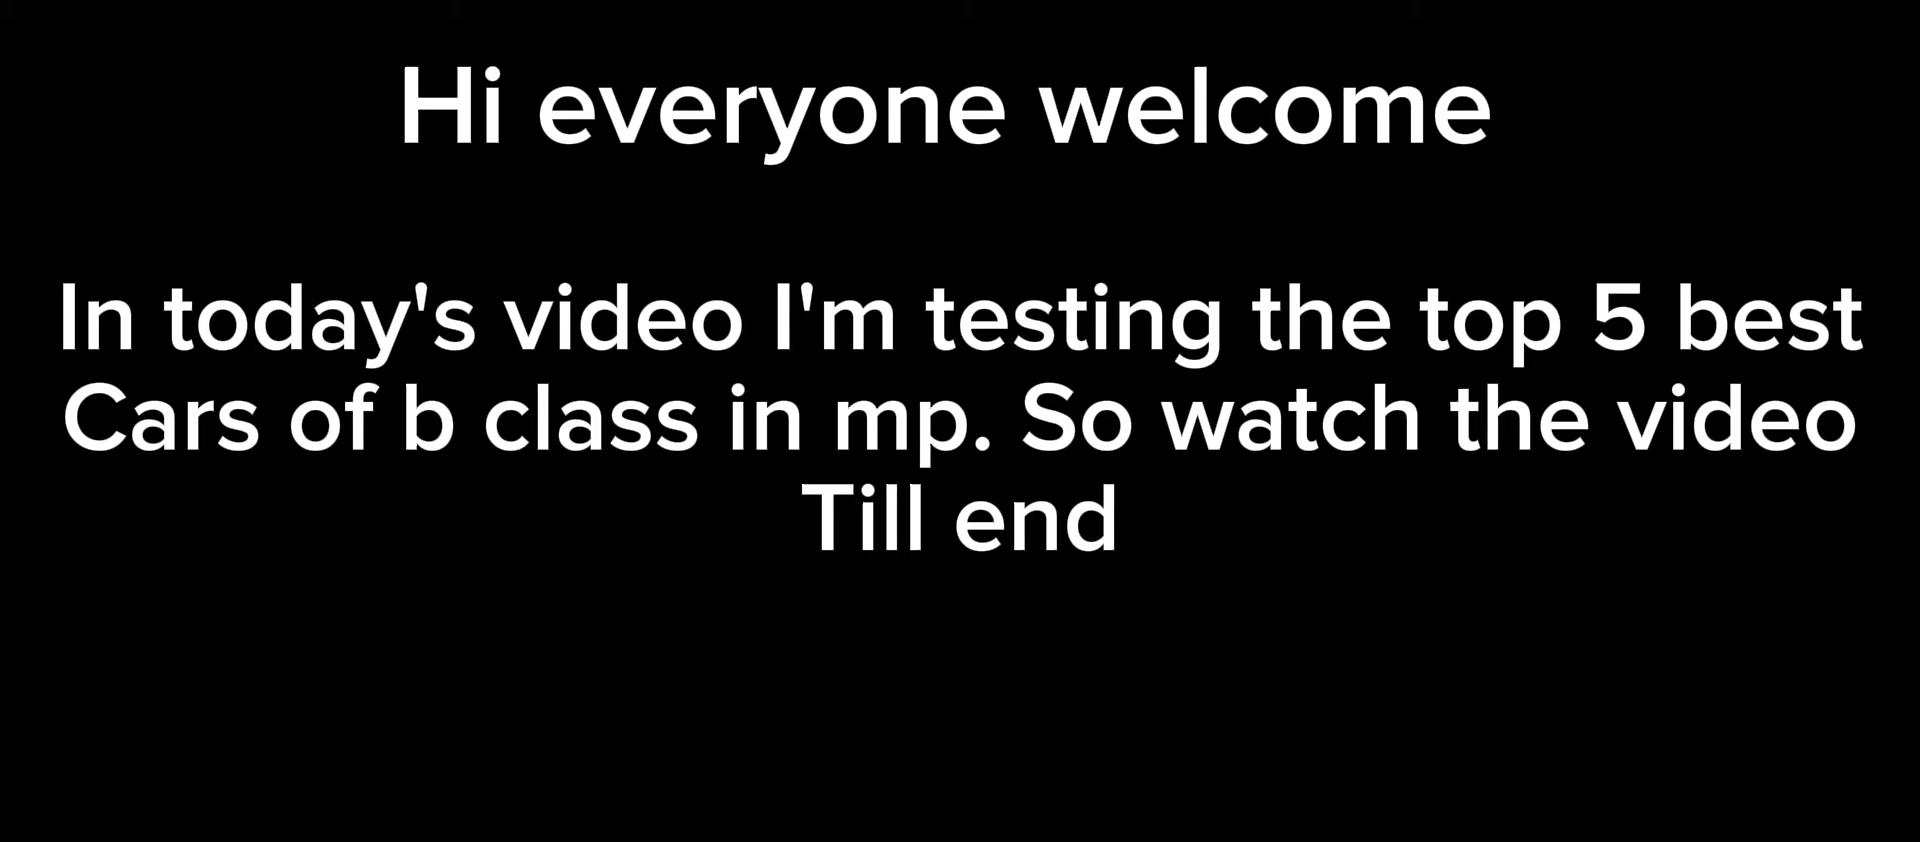 Hi everyone welcome
In today's video I'm testing the top 5 best
Cars of b class in mp. So watch the video
Till end